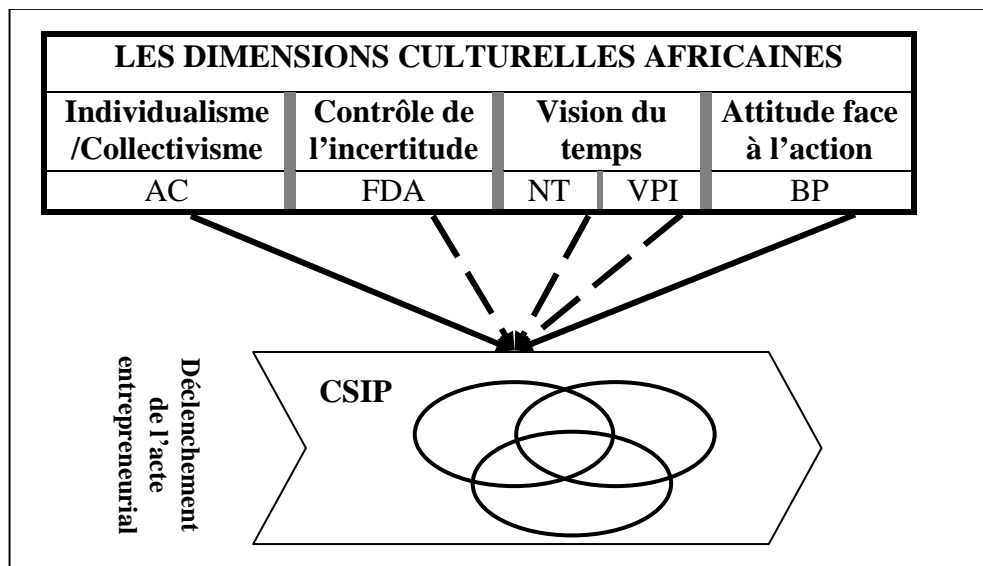 LES DIMENSIONS CULTURELLES AFRICAINES
Individualisme
/Collectivisme
Contrôle de
l’incertitude
Vision du
temps
Attitude face
à l’action
AC
FDA
NT
VPI
BP
CSIP
Déclenchement
de l’acte
entrepreneurial